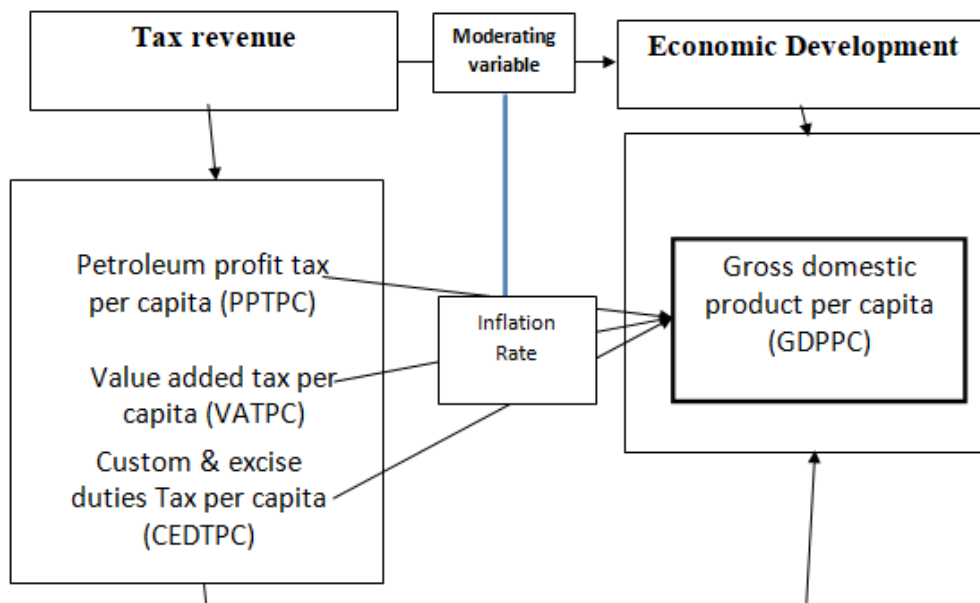 Tax revenue
Moderating
variable
Economic Development
Petroleum profit tax
per capita (PPTPC)
Value added tax per
capita (VATPC)
Custom & excise
duties Tax per capita
(CEDTPC)
Inflation
Rate
Gross domestic
product per capita
(GDPPC)